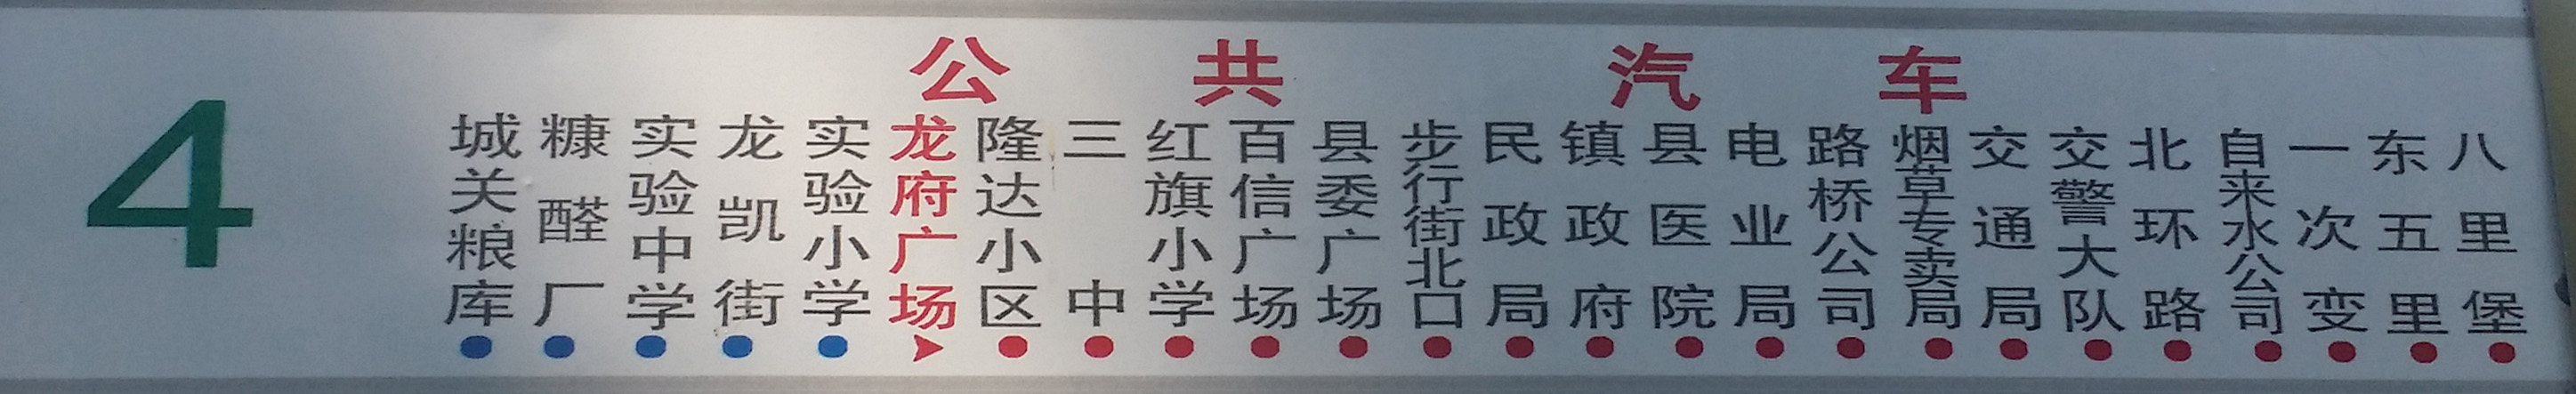 公共汽车
4
城关粮库
糠醛厂
实验中学
龙凯街
实验小学
龙府广场
隆达小区
三中
红旗小学
百信广场
县委广场
步行街北口
民政局
镇政府
县医院
电业局
路桥公司
烟草专卖局
交通局
交警大队
北环路
自来水公司
一次变
东五里
八里堡